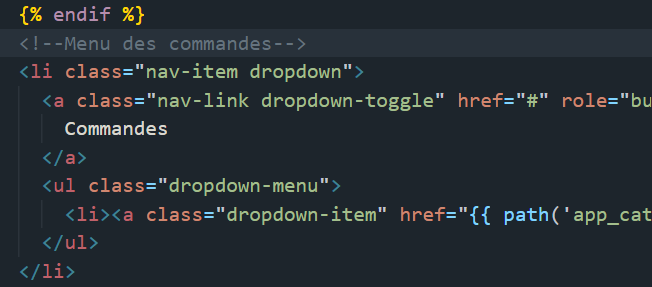 {% endif %}
<!--Menu des commandes-->
<li class="nav-item dropdown">
<a class="nav-link dropdown-toggle" href="#" role="bu
Commandes
</a>
<ul class="dropdown-menu">
<li><a class="dropdown-item" href="{{ path('app_cat
</ul>
</li>